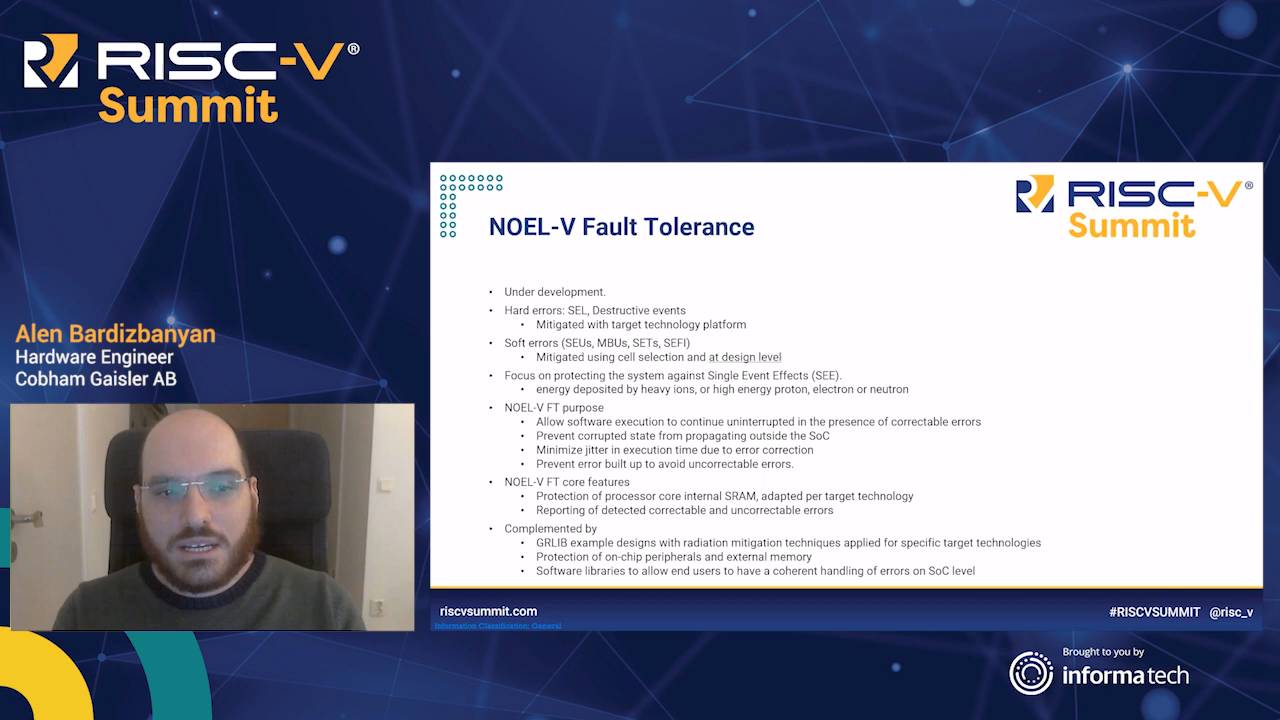 RISC-V®
Summit
Alen Bardizbanyan
Hardware Engineer
Cobham Gaisler AB
RISC-V®
Summit
NOEL-V Fault Tolerance
• Under development.
• Hard errors: SEL, Destructive events
• Mitigated with target technology platform
• Soft errors (SEUs, MBUs, SETs, SEFI)
• Mitigated using cell selection and at design level
• Focus on protecting the system against Single Event Effects (SEE).
• energy deposited by heavy ions, or high energy proton, electron or neutron
• NOEL-V FT purpose
• Allow software execution to continue uninterrupted in the presence of correctable errors
• Prevent corrupted state from propagating outside the SoC
• Minimize jitter in execution time due to error correction
• Prevent error built up to avoid uncorrectable errors.
• NOEL-V FT core features
• Protection of processor core internal SRAM, adapted per target technology
• Reporting of detected correctable and uncorrectable errors
• Complemented by
• GRLIB example designs with radiation mitigation techniques applied for specific target technologies
• Protection of on-chip peripherals and external memory
• Software libraries to allow end users to have a coherent handling of errors on SoC level
riscvsummit.com
#RISCVSUMMIT @risc_v
Information Classification: General
Brought to you by
informa tech